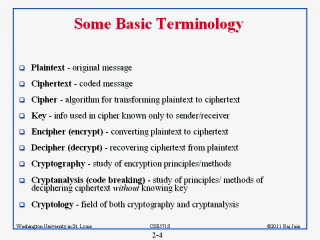 Some Basic Terminology
Plaintext - original message
Ciphertext - coded message
Cipher - algorithm for transforming plaintext to ciphertext
Key - info used in cipher known only to sender/receiver
Encipher (encrypt) - converting plaintext to ciphertext
Decipher (decrypt) - recovering ciphertext from plaintext
Cryptography - study of encryption principles/methods
Cryptanalysis (code breaking) - study of principles/ methods of
deciphering ciphertext without knowing key
Cryptology - field of both cryptography and cryptanalysis
Washington University in St. Louis CSE571S ©2011 Raj Jain
2-4